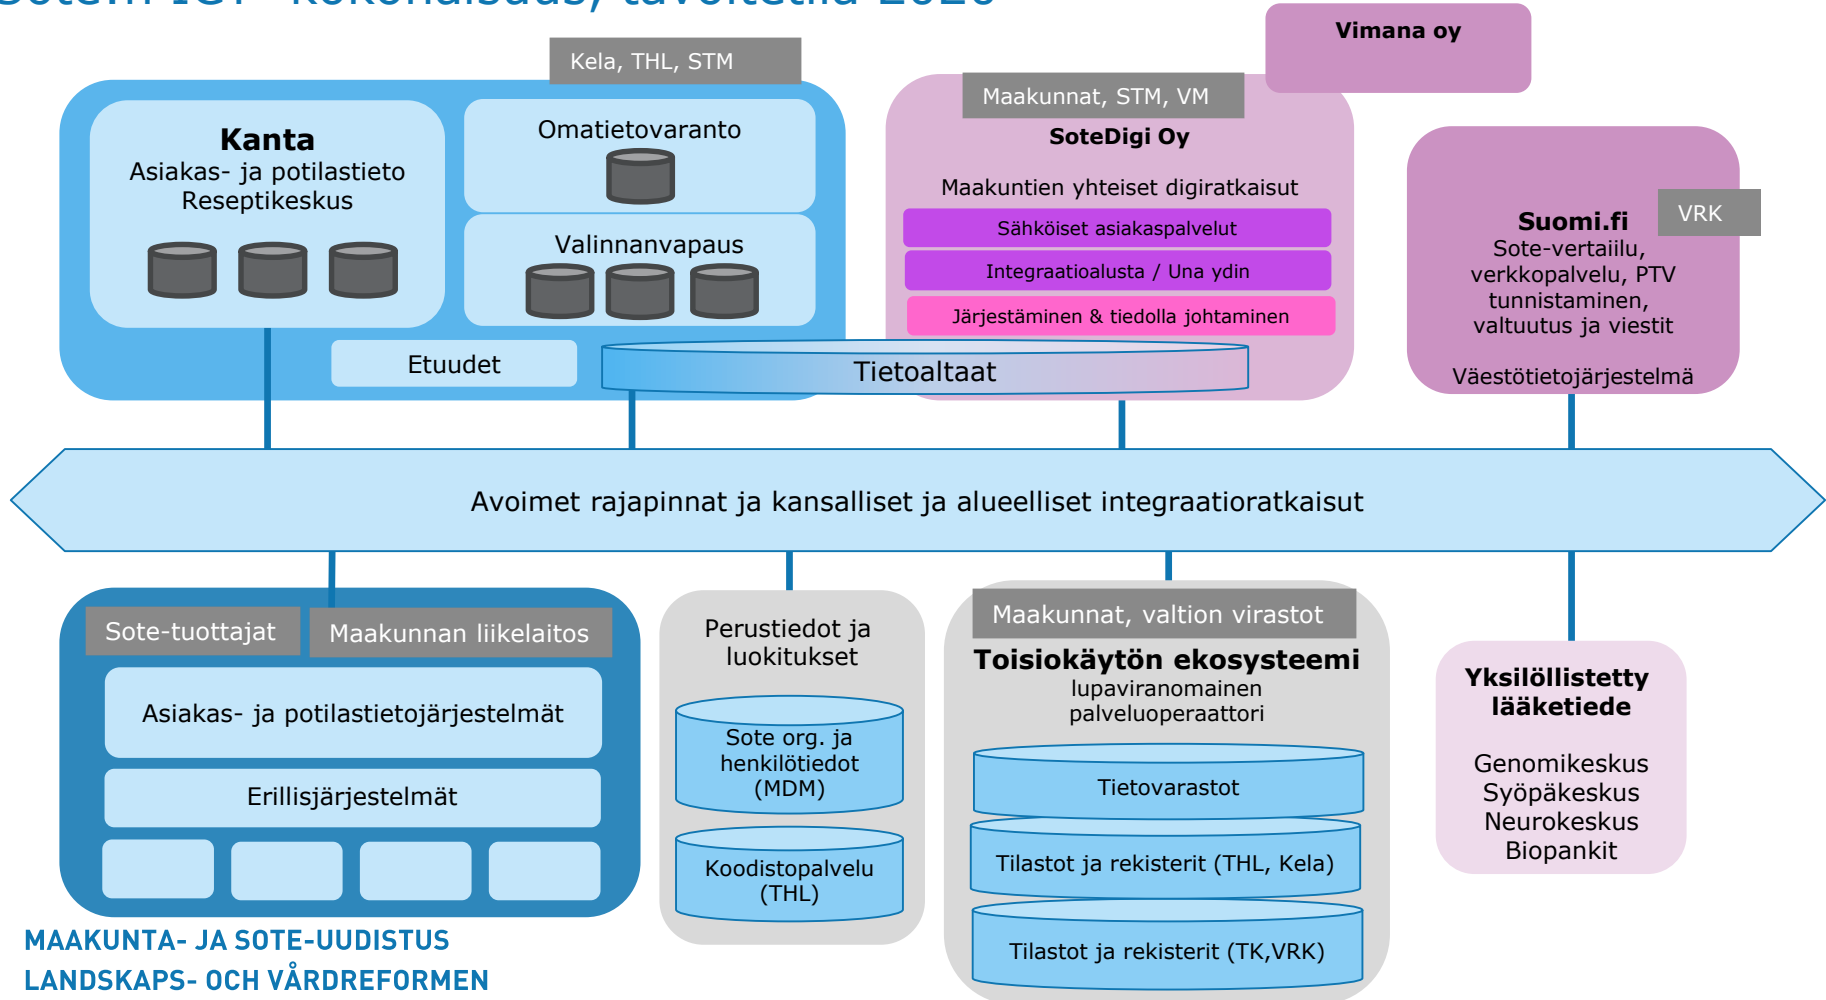 Kela, THL, STM
Kanta
Asiakas- ja potilastieto
Reseptikeskus
Omatietovaranto
Valinnanvapaus
Etuudet
Tietoaltaat
Vimana oy
Maakunnat, STM, VM
SoteDigi Oy
Maakuntien yhteiset digiratkaisut
Sähköiset asiakaspalvelut
Integraatioalusta / Una ydin
Järjestäminen & tiedolla johtaminen
VRK
Suomi.fi
Sote-vertaiilu,
verkkopalvelu, PTV
tunnistaminen,
valtuutus ja viestit
Väestötietojärjestelmä
Avoimet rajapinnat ja kansalliset ja alueelliset integraatioratkaisut
Sote-tuottajat
Maakunnan liikelaitos
Asiakas- ja potilastietojärjestelmät
Erillisjärjestelmät
Perustiedot ja
luokitukset
Sote org. ja
henkilötiedot
(MDM)
Koodistopalvelu
(THL)
Maakunnat, valtion virastot
Toisiokäytön ekosysteemi
lupaviranomainen
palveluoperaattori
Tietovarastot
Tilastot ja rekisterit (THL, Kela)
Tilastot ja rekisterit (TK,VRK)
Yksilöllistetty
lääketiede
Genomikeskus
Syöpäkeskus
Neurokeskus
Biopankit
MAAKUNTA- JA SOTE-UUDISTUS
LANDSKAPS- OCH VÅRDREFORMEN